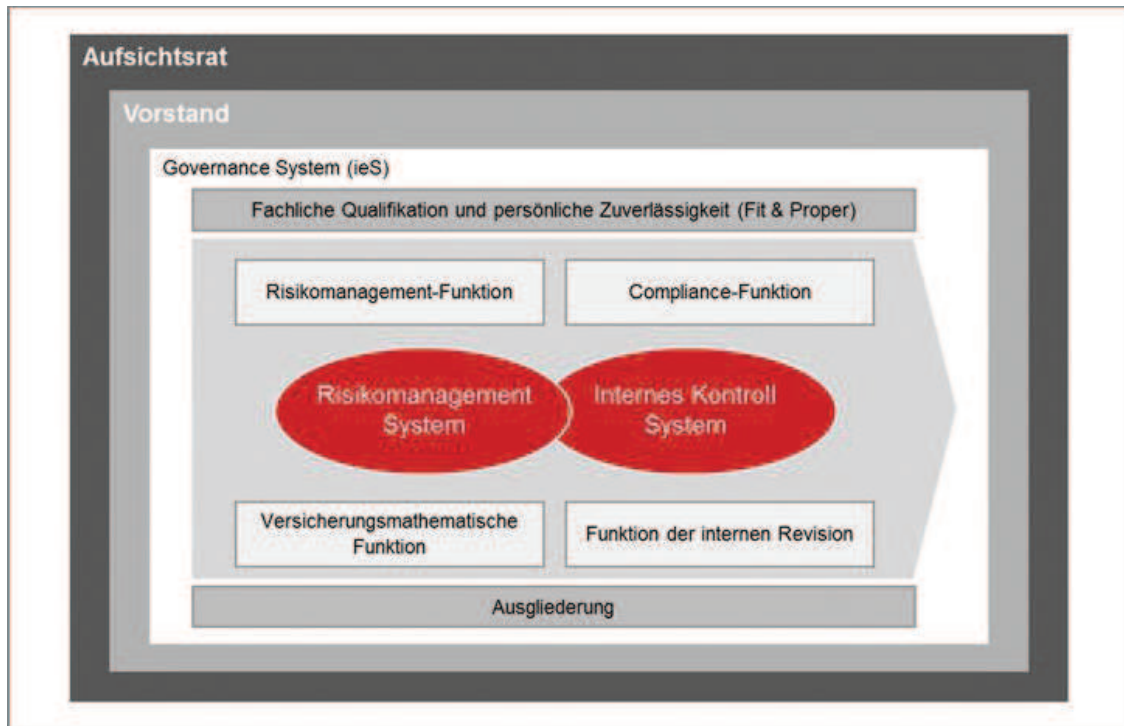 Aufsichtsrat
Vorstand
Governance System (ieS)
Fachliche Qualifikation und persönliche Zuverlässigkeit (Fit & Proper)
Risikomanagement-Funktion
Compliance-Funktion
Risikomanagement
System
Internes Kontroll
System
Versicherungsmathematische
Funktion
Funktion der internen Revision
Ausgliederung